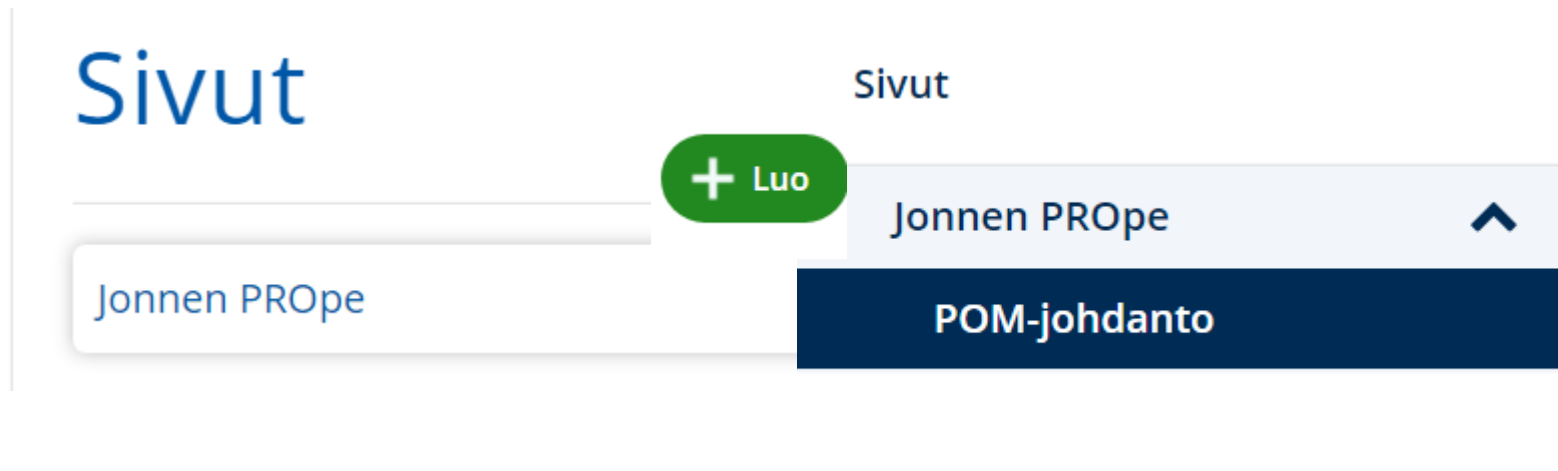 Sivut
Luo
Jonnen PROpe
Sivut
Jonnen PROpe
POM-johdanto